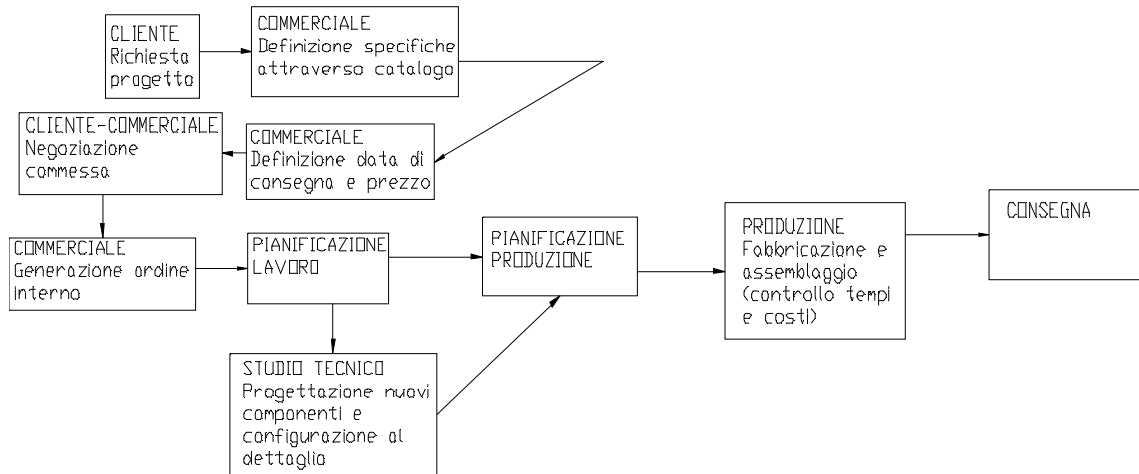 CLIENTE
Richiesta
progetto
COMMERCIALE
Definizione specifiche
attraverso catalogo
CLIENTE-COMMERCIALE
Negoziazione
commessa
COMMERCIALE
Definizione data di
consegna e prezzo
COMMERCIALE
Generazione ordine
interno
PIANIFICAZIONE
LAVORO
PIANIFICAZIONE
PRODUZIONE
PRODUZIONE
Fabbricazione e
assemblaggio
(controllo tempi
e costi)
CONSEGNA
STUDIO TECNICO
Progettazione nuovi
componenti e
configurazione al
dettaglio